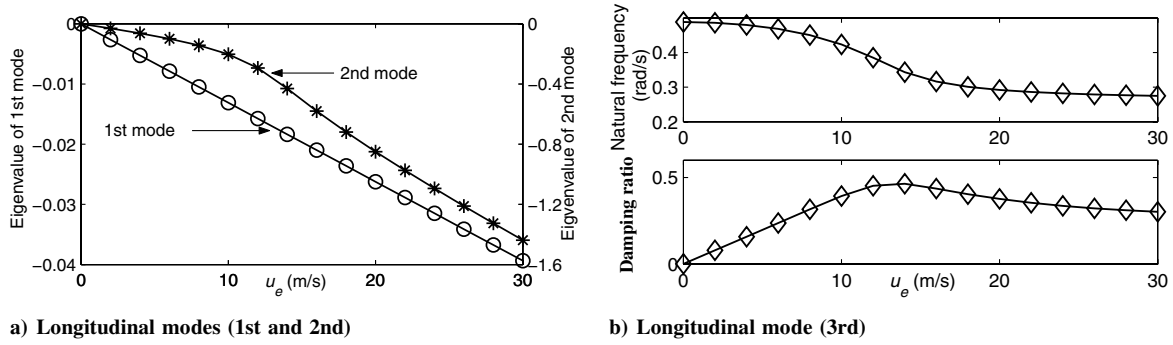 0
−0.01
−0.02
−0.03
−0.04
Eigenvalue of 1st mode
2nd mode
1st mode
0
−0.4
−0.8
−1.2
−1.6
Eigvenvalue of 2nd mode
0 10 20 30
u_e (m/s)
a) Longitudinal modes (1st and 2nd)
Natural frequency
(rad/s)
0.4
0.3
0.2
0 10 20 30
Damping ratio
0.5
0
0 10 20 30
u_e (m/s)
b) Longitudinal mode (3rd)